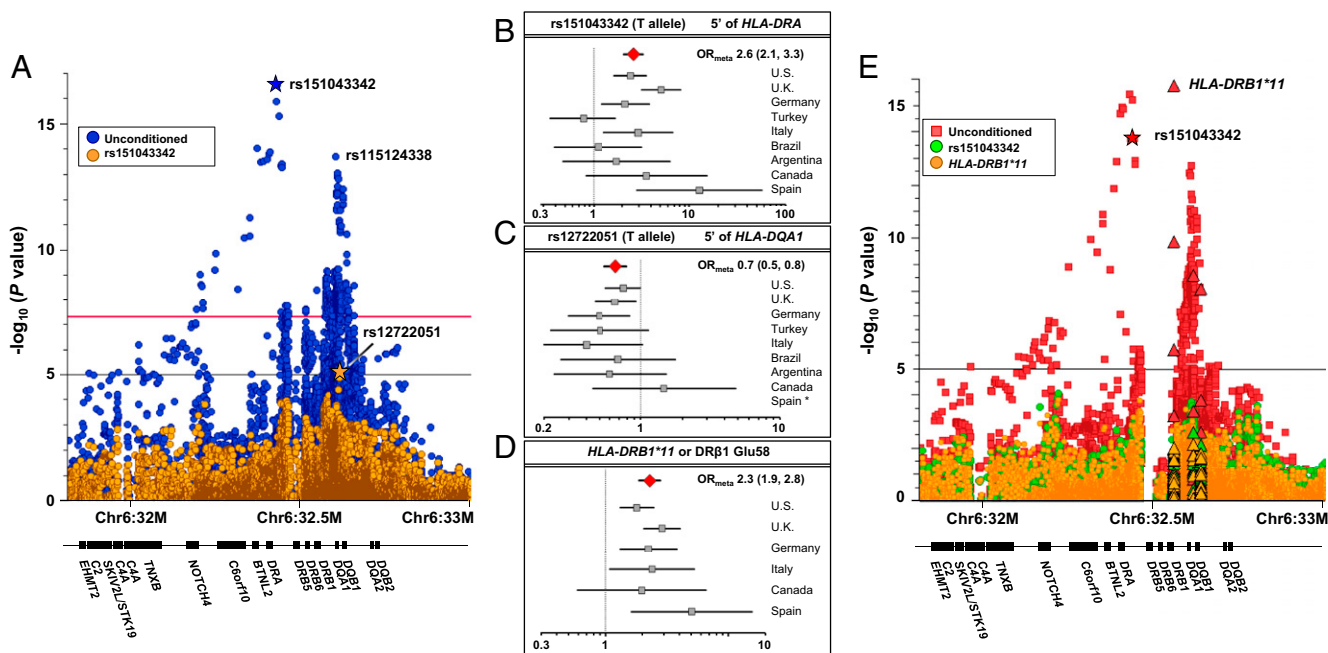 A
-log10 (P value)
15
10
5
0
rs151043342
Unconditioned
rs151043342
rs115124338
rs12722051
Chr6:32M
Chr6:32.5M
Chr6:33M
EHMT2
C2
SKIV2L/STK19
C4A
C4A
TNXB
NOTCH4
C6orf10
BTNL2
DRA
DRB5
DRB6
DRB1
DQA1
DQB1
DQA2
DQB2
B
rs151043342 (T allele) 5' of HLA-DRA
ORmeta 2.6 (2.1, 3.3)
U.S.
U.K.
Germany
Turkey
Italy
Brazil
Argentina
Canada
Spain
0.3 1 10 100
C
rs12722051 (T allele) 5' of HLA-DQA1
ORmeta 0.7 (0.5, 0.8)
U.S.
U.K.
Germany
Turkey
Italy
Brazil
Argentina
Canada
Spain *
0.2 1 10
D
HLA-DRB1*11 or DRβ1 Glu58
ORmeta 2.3 (1.9, 2.8)
U.S.
U.K.
Germany
Italy
Canada
Spain
0.3 1 10
E
-log10 (P value)
15
10
5
0
HLA-DRB1*11
rs151043342
Unconditioned
rs151043342
HLA-DRB1*11
Chr6:32M
Chr6:32.5M
Chr6:33M
EHMT2
C2
SKIV2L/STK19
C4A
C4A
TNXB
NOTCH4
C6orf10
BTNL2
DRA
DRB5
DRB6
DRB1
DQA1
DQB1
DQA2
DQB2